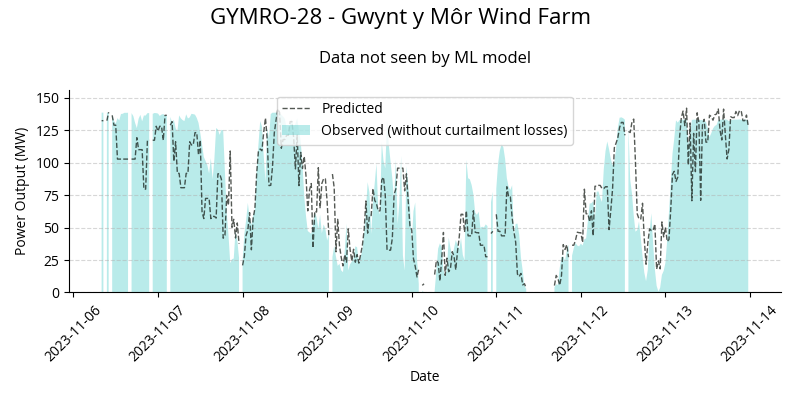 GYMRO-28 - Gwynt y Môr Wind Farm
Data not seen by ML model
Predicted
Observed (without curtailment losses)
Power Output (MW)
150
125
100
75
50
25
0
2023-11-06
2023-11-07
2023-11-08
2023-11-09
2023-11-10
2023-11-11
2023-11-12
2023-11-13
2023-11-14
Date